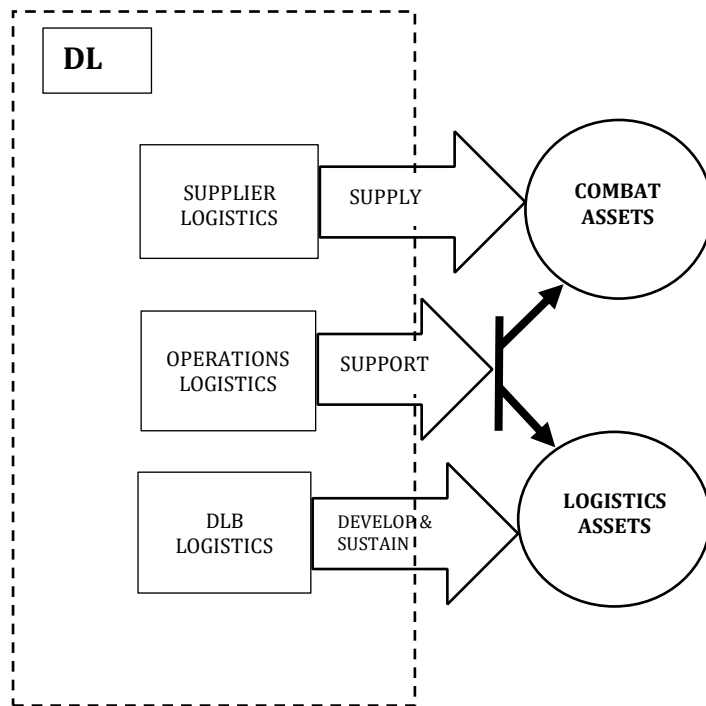 DL
SUPPLIER
LOGISTICS
SUPPLY
COMBAT
ASSETS
OPERATIONS
LOGISTICS
SUPPORT
DLB
LOGISTICS
DEVELOP &
SUSTAIN
LOGISTICS
ASSETS